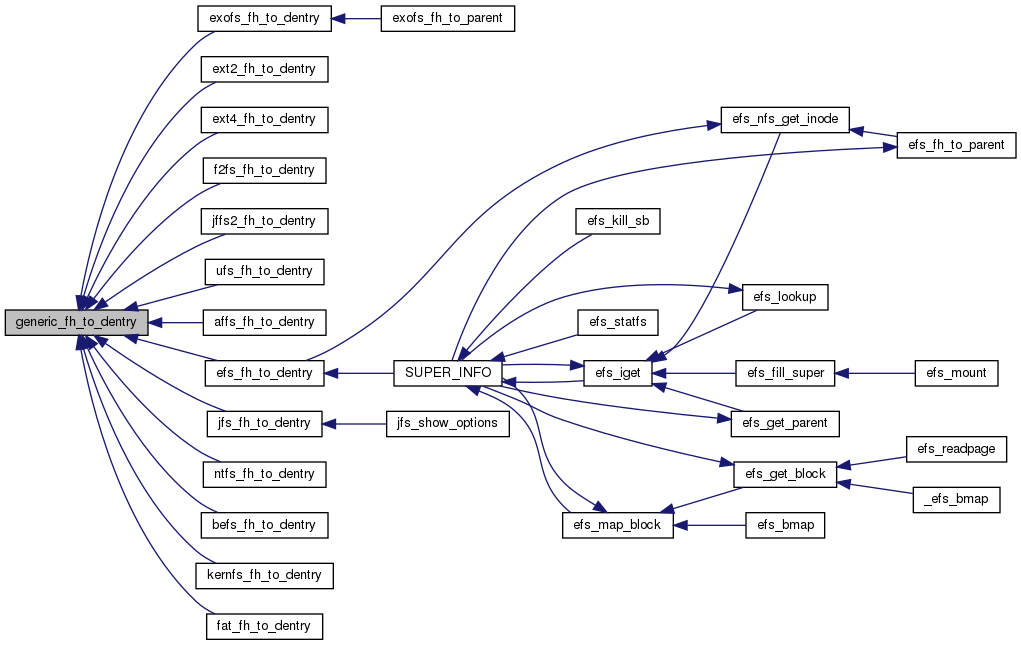 exofs_fh_to_dentry
exofs_fh_to_parent
ext2_fh_to_dentry
ext4_fh_to_dentry
efs_nfs_get_inode
efs_fh_to_parent
f2fs_fh_to_dentry
jffs2_fh_to_dentry
efs_kill_sb
ufs_fh_to_dentry
efs_lookup
generic_fh_to_dentry
affs_fh_to_dentry
efs_statfs
efs_fh_to_dentry
SUPER_INFO
efs_iget
efs_fill_super
efs_mount
jfs_fh_to_dentry
jfs_show_options
efs_get_parent
efs_readpage
ntfs_fh_to_dentry
efs_get_block
_efs_bmap
befs_fh_to_dentry
efs_map_block
efs_bmap
kernfs_fh_to_dentry
fat_fh_to_dentry